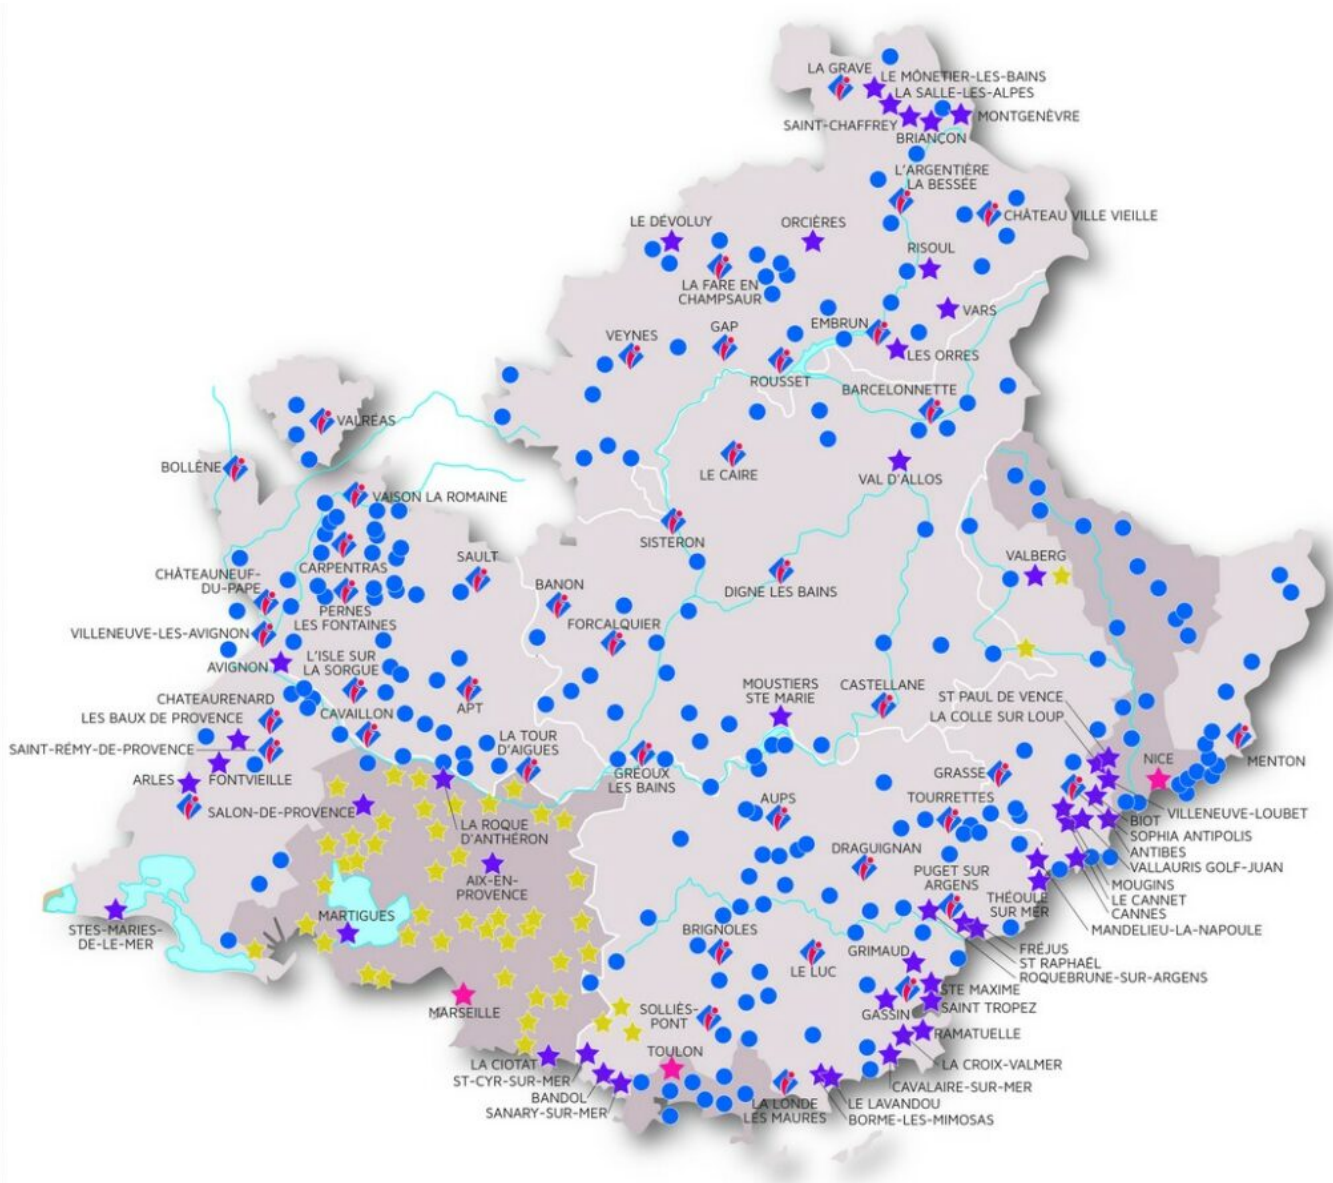 LA GRAVE
LE MÔNETIER-LES-BAINS
LA SALLE-LES-ALPES
SAINT-CHAFFREY
MONTGENÈVRE
BRIANÇON
L'ARGENTIÈRE
LA BESSÉE
CHÂTEAU VILLE VIEILLE
LE DÉVOLUY
ORCIÈRES
RISOUL
LA FARE EN
CHAMPSAUR
VARS
VEYNES
GAP
EMBRUN
LES ORRES
ROUSSET
BARCELONNETTE
VALRÉAS
BOLLÈNE
LE CAIRE
VAL D'ALLOS
VAISON LA ROMAINE
SISTERON
CARPENTRAS
SAULT
VALBERG
CHÂTEAUNEUF-
DU-PAPE
BANON
DIGNE LES BAINS
PERNES
LES FONTAINES
FORCALQUIER
VILLENEUVE-LES-AVIGNON
AVIGNON
L'ISLE SUR
LA SORGUE
MOUSTIERS
STE MARIE
CASTELLANE
ST PAUL DE VENCE
CHATEAURENARD
APT
LES BAUX DE PROVENCE
CAVAILLON
LA COLLE SUR LOUP
LA TOUR
D'AIGUES
SAINT-RÉMY-DE-PROVENCE
NICE
MENTON
ARLES
FONTVIEILLE
GRÉOUX
LES BAINS
GRASSE
SALON-DE-PROVENCE
AUPS
TOURRETTES
VILLENEUVE-LOUBET
LA ROQUE
D'ANTHÉRON
BIOT
SOPHIA ANTIPOLIS
DRAGUIGNAN
ANTIBES
VALLAURIS GOLF-JUAN
AIX-EN-
PROVENCE
PUGET SUR
ARGENS
MOUGINS
THÉOULE
SUR MER
LE CANNET
CANNES
MARTIGUES
STES-MARIES-
DE-LE-MER
MANDELIEU-LA-NAPOULE
BRIGNOLES
LE LUC
GRIMAUD
FRÉJUS
ST RAPHAËL
ROQUEBRUNE-SUR-ARGENS
STE MAXIME
MARSEILLE
SOLLIÈS-
PONT
GASSIN
SAINT TROPEZ
RAMATUELLE
LA CIOTAT
TOULON
LA CROIX-VALMER
ST-CYR-SUR-MER
CAVALAIRE-SUR-MER
BANDOL
LA LONDE
LES MAURES
LE LAVANDOU
SANARY-SUR-MER
BORME-LES-MIMOSAS